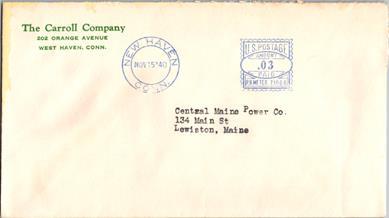 The Carroll Company
202 ORANGE AVENUE
WEST HAVEN, CONN.
NEW HAVEN
NOV 15 '40
CONN.
U.S. POSTAGE
AMOUNT
.03
PAID
Central Maine Power Co.
134 Main St
Lewiston, Maine